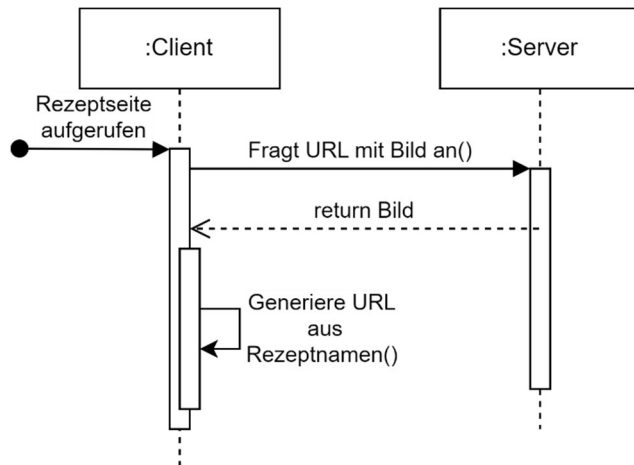 :Client
:Server
Rezeptseite
aufgerufen
Fragt URL mit Bild an()
return Bild
Generiere URL
aus
Rezeptnamen()